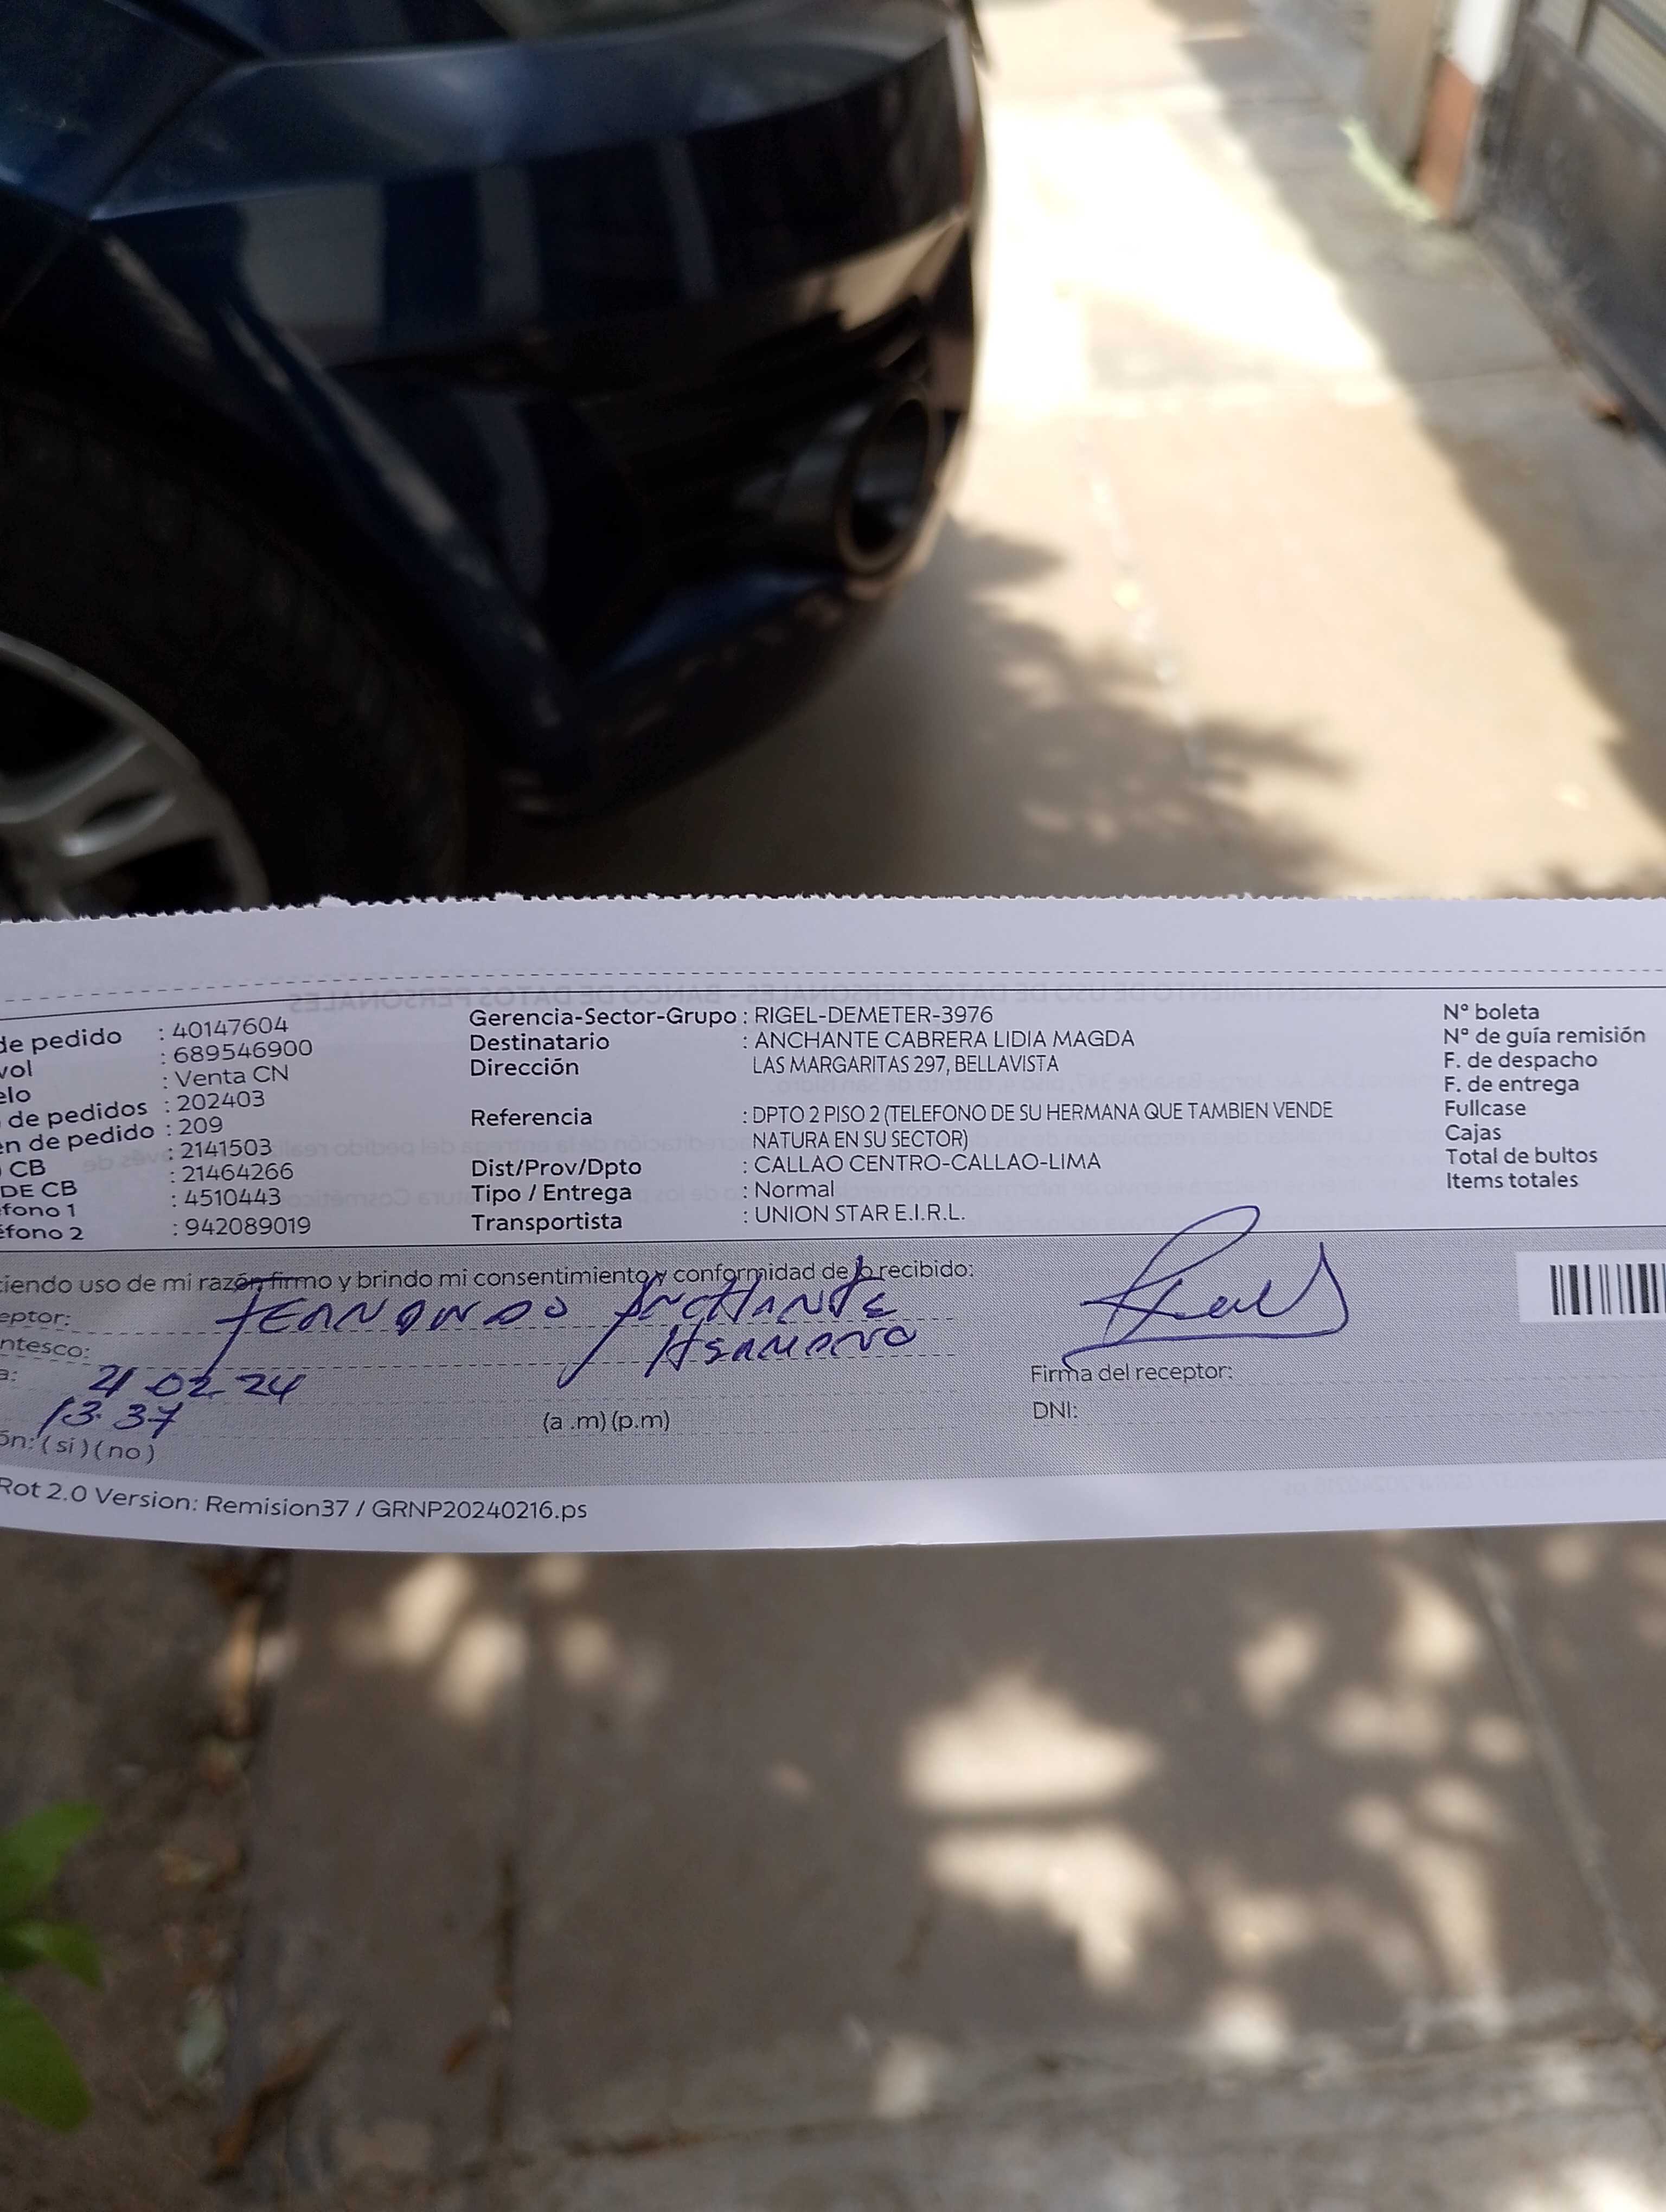 de pedido : 40147604
vol : 689546900
elo : Venta CN
de pedidos : 202403
en de pedido : 209
CB : 2141503
DE CB : 21464266
éfono 1 : 4510443
éfono 2 : 942089019
Gerencia-Sector-Grupo : RIGEL-DEMETER-3976
Destinatario : ANCHANTE CABRERA LIDIA MAGDA
Dirección LAS MARGARITAS 297, BELLAVISTA
Referencia : DPTO 2 PISO 2 (TELEFONO DE SU HERMANA QUE TAMBIEN VENDE
NATURA EN SU SECTOR)
Dist/Prov/Dpto : CALLAO CENTRO-CALLAO-LIMA
Tipo / Entrega : Normal
Transportista : UNION STAR E.I.R.L.
N° boleta
N° de guía remisión
F. de despacho
F. de entrega
Fullcase
Cajas
Total de bultos
Items totales
ciendo uso de mi razón firmo y brindo mi consentimiento y conformidad de lo recibido:
eptor: FERNANDO ANCHANTE
ntesco: HERMANO
a: 21-02-24
13:37 (a .m) (p.m)
ón: ( si ) ( no )
Firma del receptor:
DNI:
Rot 2.0 Version: Remision37 / GRNP20240216.ps